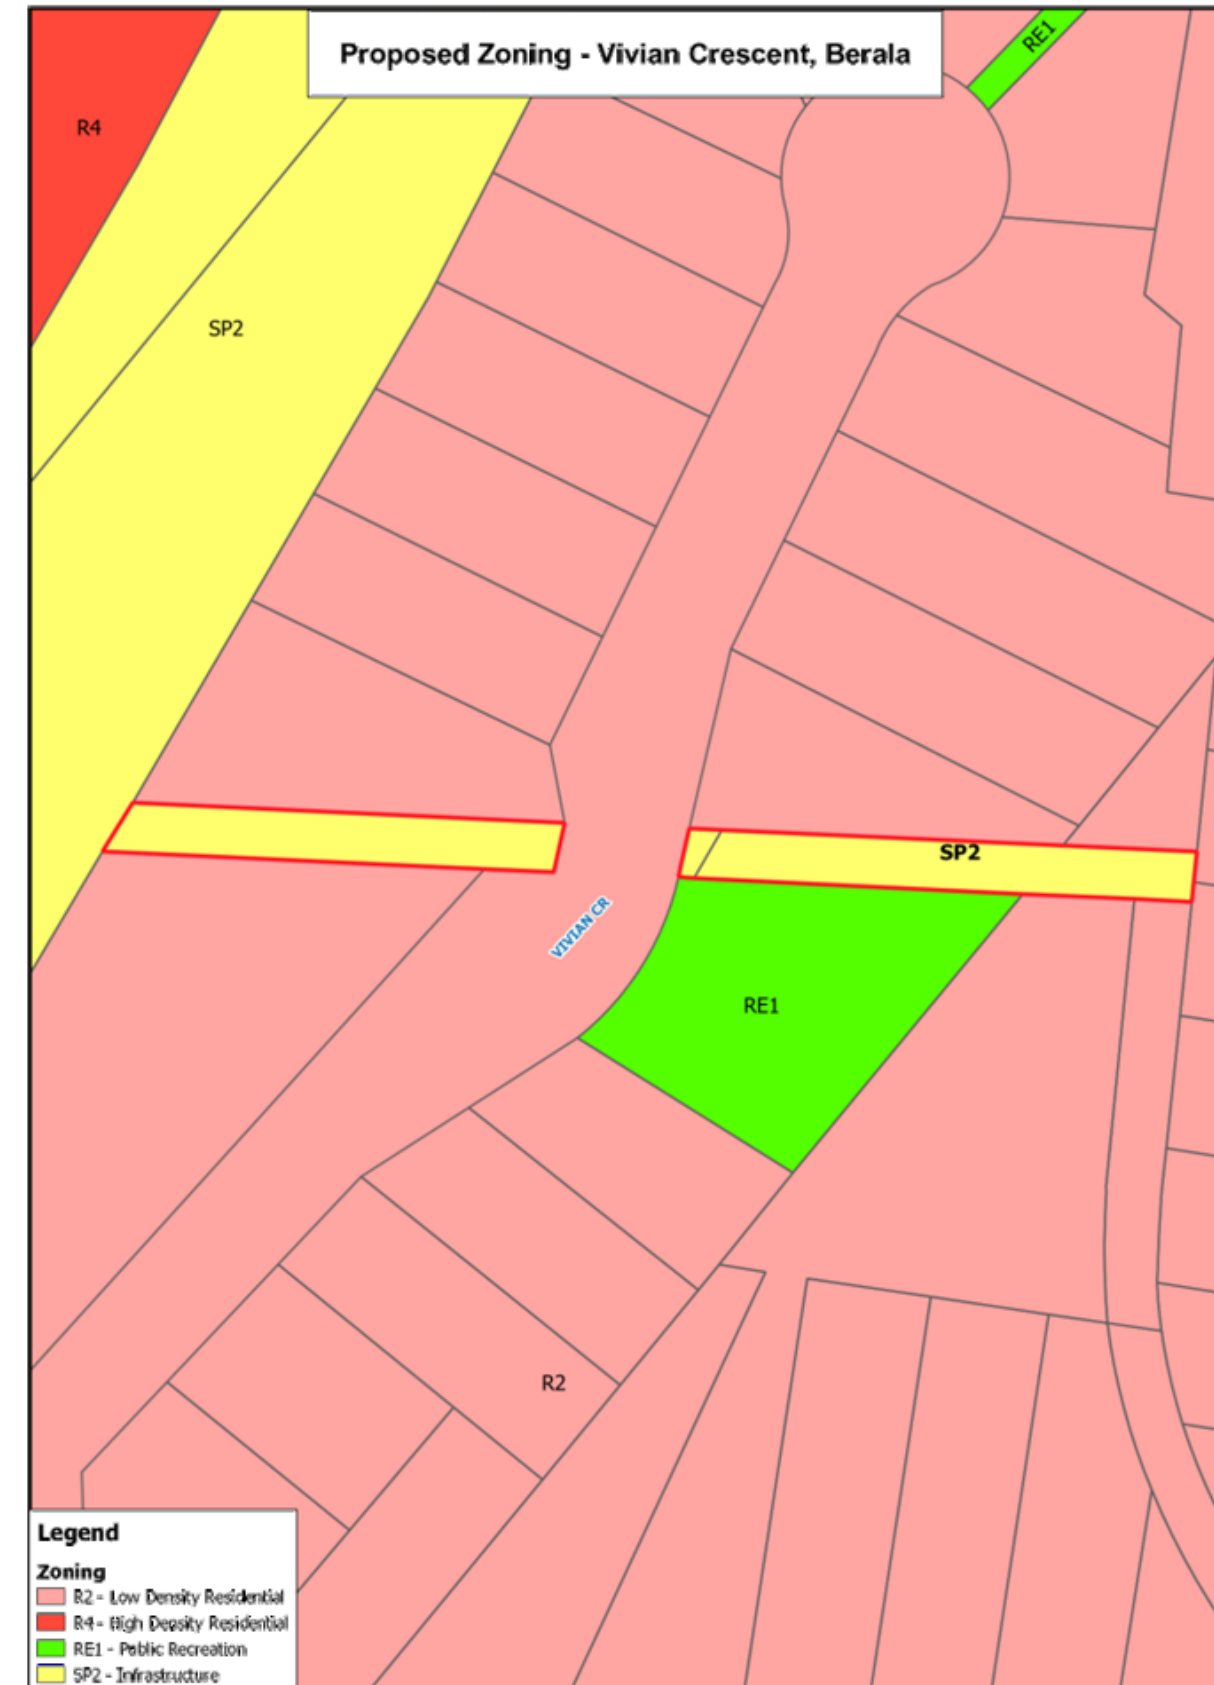 Proposed Zoning - Vivian Crescent, Berala
RE1
R4
SP2
SP2
VIVIAN CR
RE1
R2
Legend
Zoning
R2 - Low Density Residential
R4 - High Density Residential
RE1 - Public Recreation
SP2 - Infrastructure